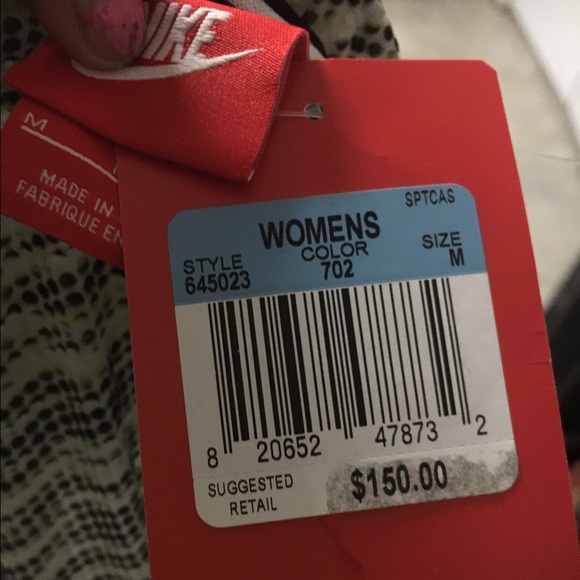 NIKE
M
MADE IN
FABRIQUE EN
SPTCAS
WOMENS
STYLE COLOR SIZE
645023 702 M
8 20652 47873 2
SUGGESTED
RETAIL
$150.00